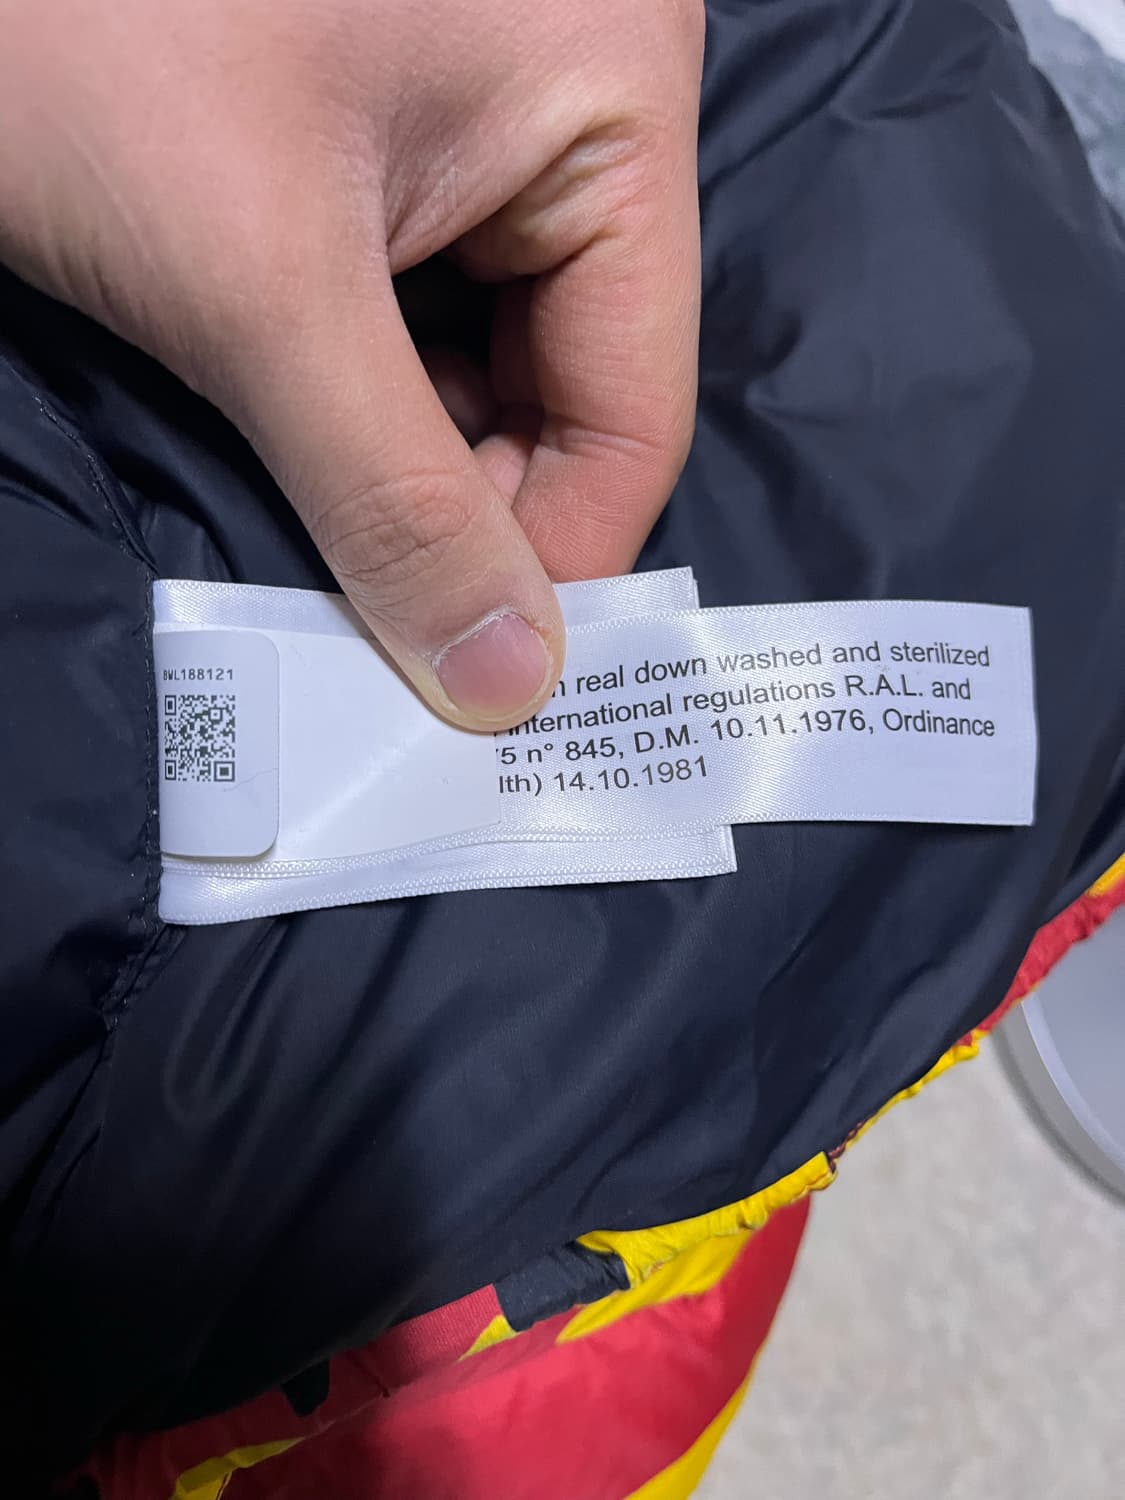 BWL188121
real down washed and sterilized
international regulations R.A.L. and
5 n° 845, D.M. 10.11.1976, Ordinance
lth) 14.10.1981